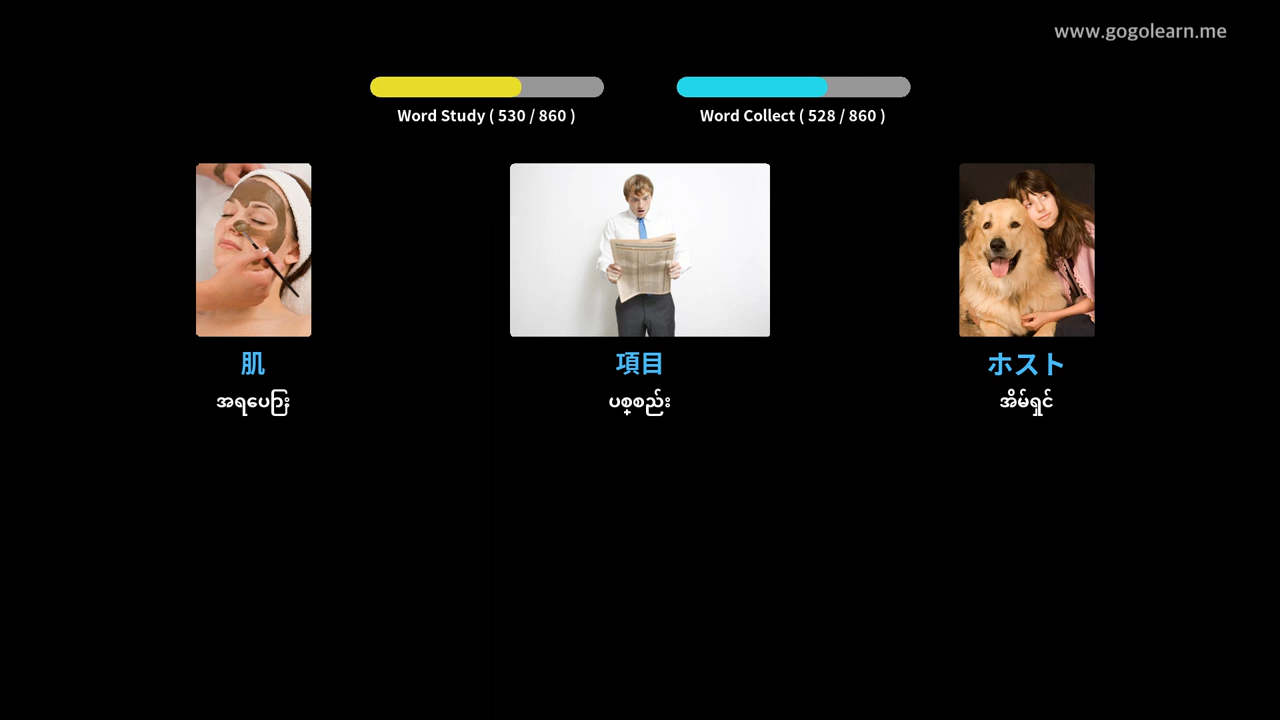 www.gogolearn.me
Word Study ( 530 / 860 )
Word Collect ( 528 / 860 )
肌
項目
ホスト
အရေပြား
ပစ္စည်း
အိမ်ရှင်